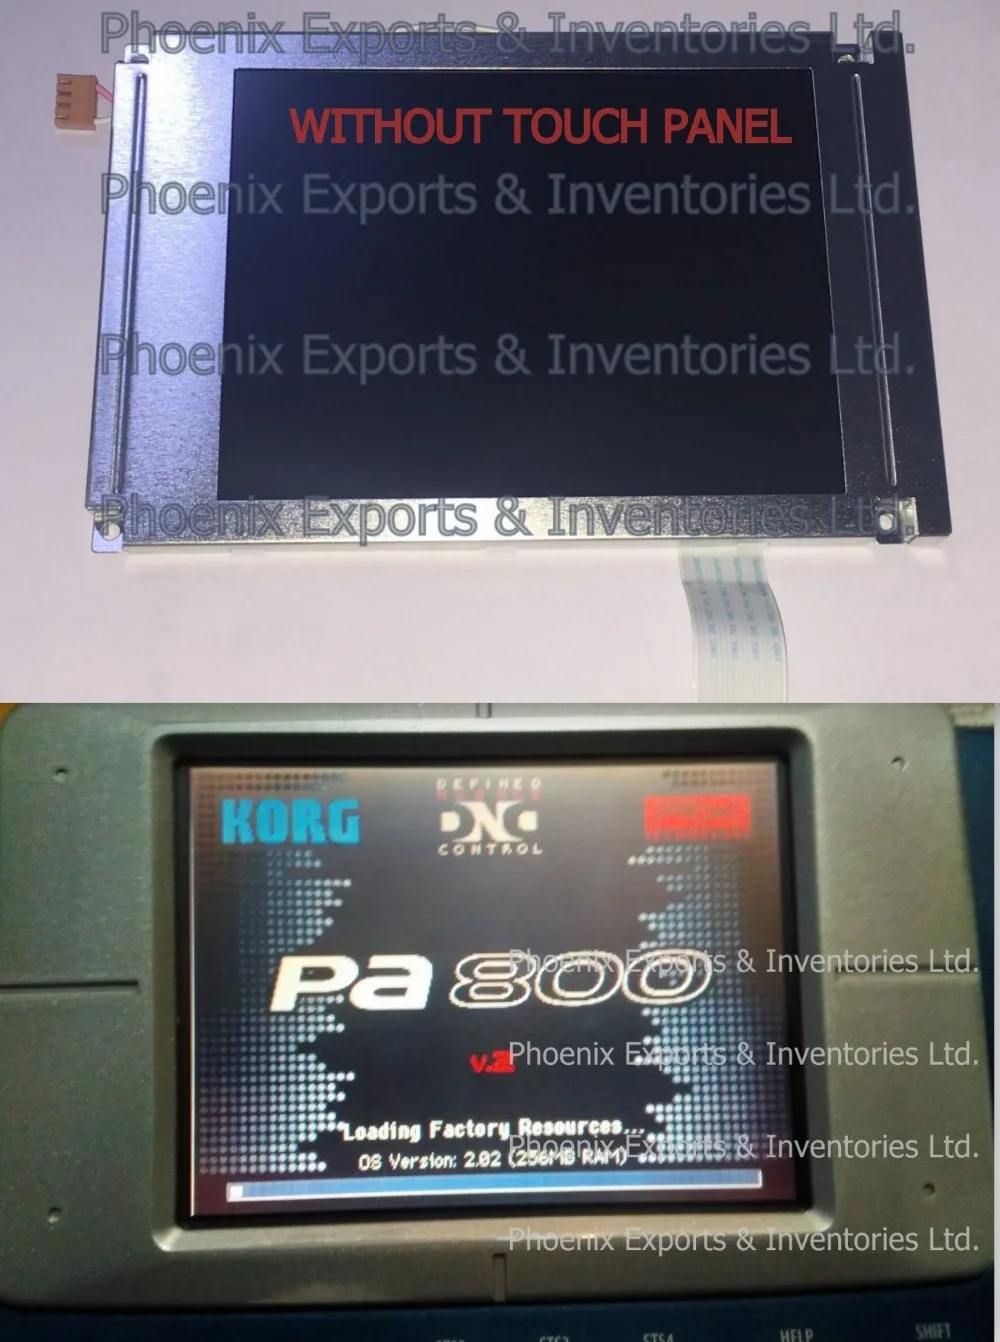 Phoenix Exports & Inventories Ltd.
WITHOUT TOUCH PANEL
Phoenix Exports & Inventories Ltd.
Phoenix Exports & Inventories Ltd.
Phoenix Exports & Inventories Ltd.
DEFINED
KORG
DNC
CONTROL
Pa 800
Phoenix Exports & Inventories Ltd.
Phoenix Exports & Inventories Ltd.
Loading Factory Resources...
Phoenix Exports & Inventories Ltd.
OS Version: 2.02 (256MB RAM)
Phoenix Exports & Inventories Ltd.
STS4
HELP
SHIFT